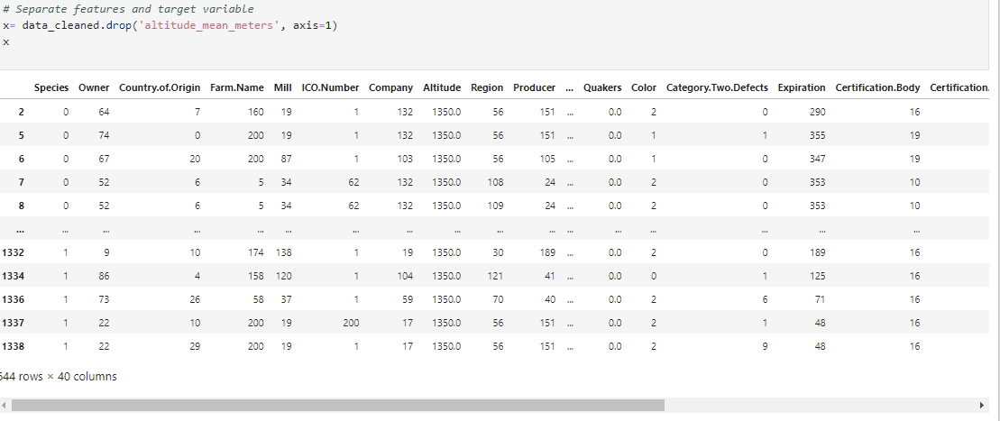 # Separate features and target variable
x= data_cleaned.drop('altitude_mean_meters', axis=1)
x
Species Owner Country.of.Origin Farm.Name Mill ICO.Number Company Altitude Region Producer ... Quakers Color Category.Two.Defects Expiration Certification.Body Certification.
2 0 64 7 160 19 1 132 1350.0 56 151 ... 0.0 2 0 290 16
5 0 74 0 200 19 1 132 1350.0 56 151 ... 0.0 1 1 355 19
6 0 67 20 200 87 1 103 1350.0 56 105 ... 0.0 1 0 347 19
7 0 52 6 5 34 62 132 1350.0 108 24 ... 0.0 2 0 353 10
8 0 52 6 5 34 62 132 1350.0 109 24 ... 0.0 2 0 353 10
... ... ... ... ... ... ... ... ... ... ... ... ... ... ... ... ...
1332 1 9 10 174 138 1 19 1350.0 30 189 ... 0.0 2 0 189 16
1334 1 86 4 158 120 1 104 1350.0 121 41 ... 0.0 0 1 125 16
1336 1 73 26 58 37 1 59 1350.0 70 40 ... 0.0 2 6 71 16
1337 1 22 10 200 19 200 17 1350.0 56 151 ... 0.0 2 1 48 16
1338 1 22 29 200 19 1 17 1350.0 56 151 ... 0.0 2 9 48 16
rows × 40 columns